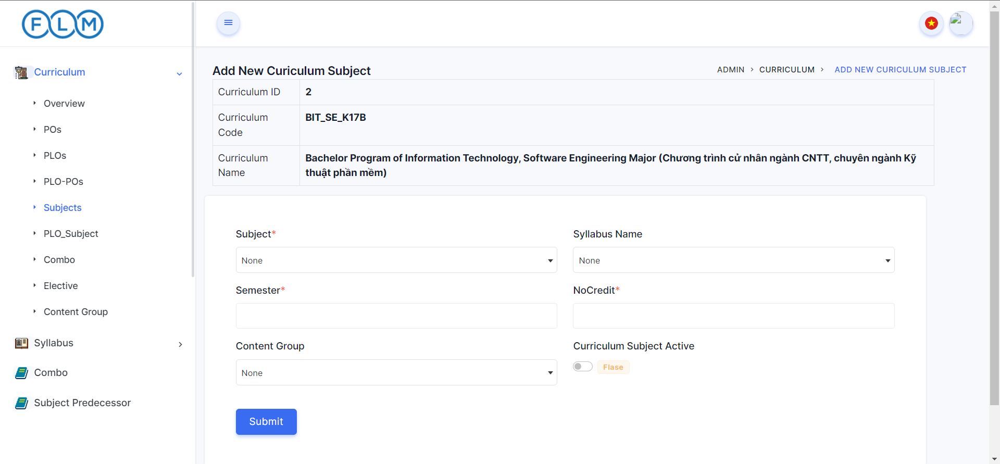 FLM
Curriculum
Overview
POs
PLOs
PLO-POs
Subjects
PLO_Subject
Combo
Elective
Content Group
Syllabus
Combo
Subject Predecessor
Add New Curiculum Subject
ADMIN > CURRICULUM > ADD NEW CURICULUM SUBJECT
Curriculum ID 2
Curriculum Code BIT_SE_K17B
Curriculum Name Bachelor Program of Information Technology, Software Engineering Major (Chương trình cử nhân ngành CNTT, chuyên ngành Kỹ
thuật phần mềm)
Subject* Syllabus Name
None None
Semester* NoCredit*
Content Group Curriculum Subject Active
None Flase
Submit